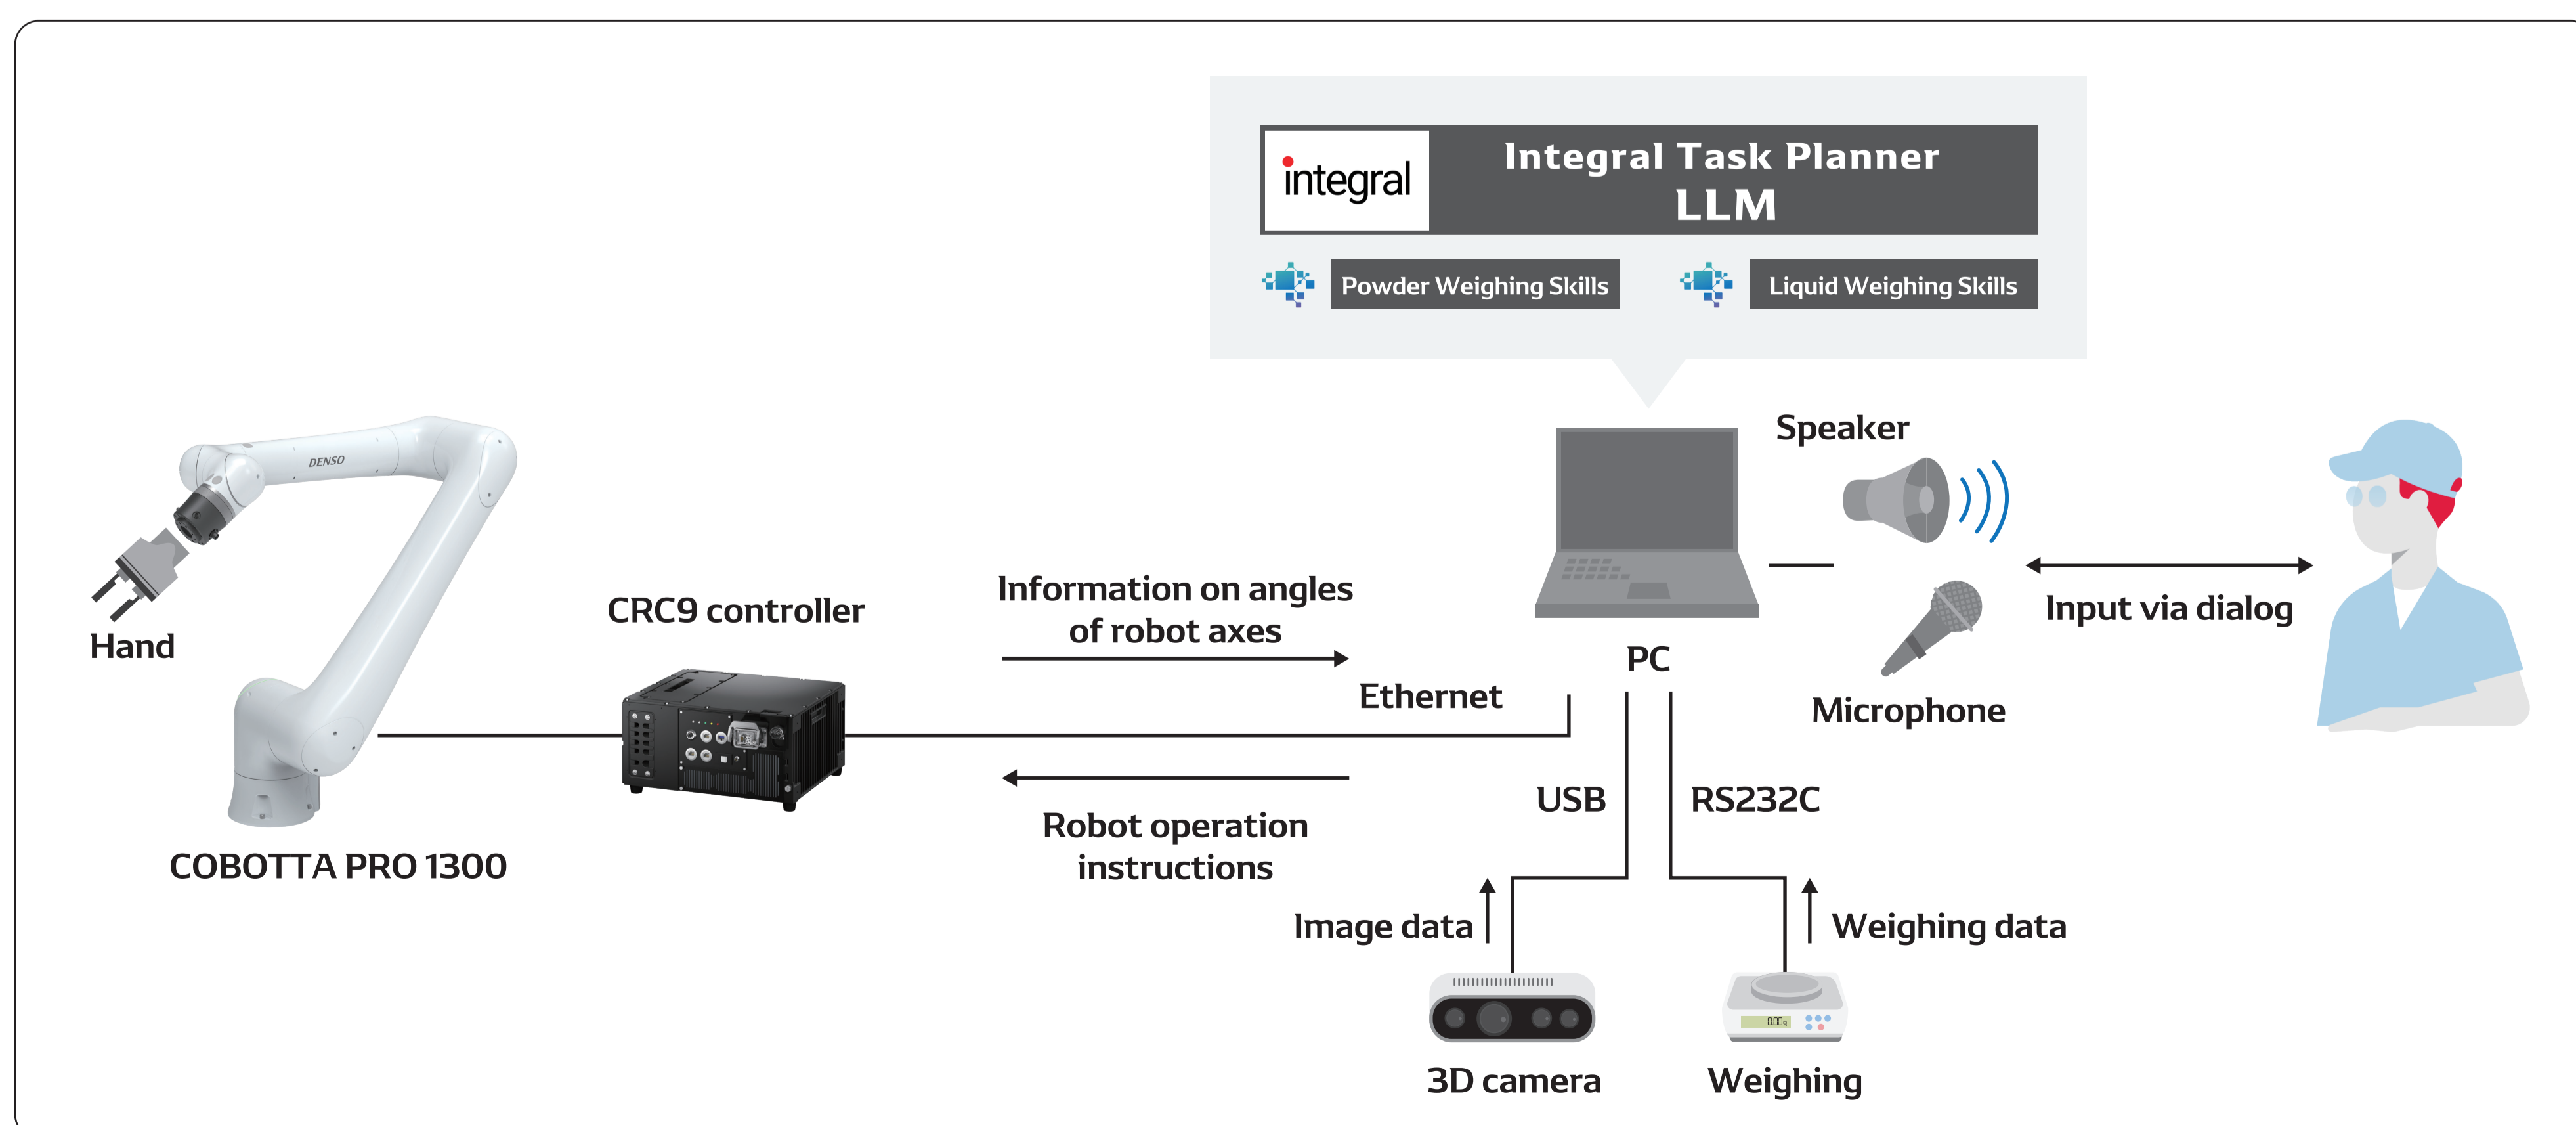 integral
Integral Task Planner
LLM
Powder Weighing Skills
Liquid Weighing Skills
Speaker
DENSO
Hand
CRC9 controller
Information on angles
of robot axes
Input via dialog
PC
Ethernet
Microphone
USB
RS232C
Robot operation
instructions
COBOTTA PRO 1300
Image data
Weighing data
0.00g
3D camera
Weighing